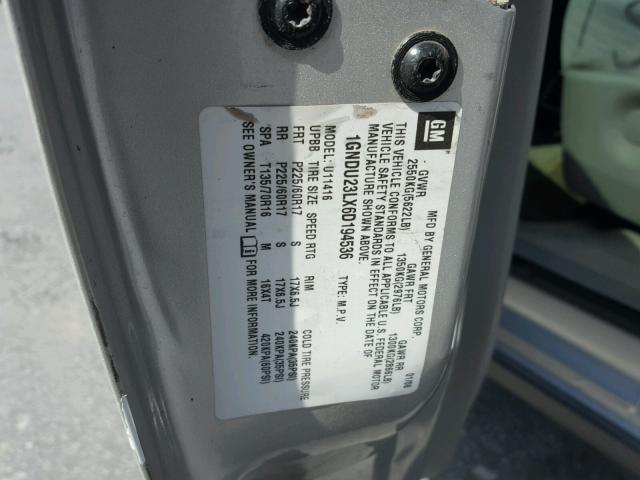 GM
MFD BY GENERAL MOTORS CORP. 01/06
GVWR GAWR FRT GAWR RR
2550KG(5622LB) 1350KG(2976LB) 1300KG(2866LB)
THIS VEHICLE CONFORMS TO ALL APPLICABLE U.S. FEDERAL MOTOR
VEHICLE SAFETY STANDARDS IN EFFECT ON THE DATE OF
MANUFACTURE SHOWN ABOVE.
1GNDU23LX6D194536 TYPE: M.P.V.
MODEL: U11416
UPBB TIRE SIZE SPEED RTG RIM COLD TIRE PRESSURE
FRT P225/60R17 S 17X6.5J 240KPA(35PSI)
RR P225/60R17 S 17X6.5J 240KPA(35PSI)
SPA T135/70R16 M 16X4T 420KPA(60PSI)
SEE OWNER'S MANUAL FOR MORE INFORMATION.